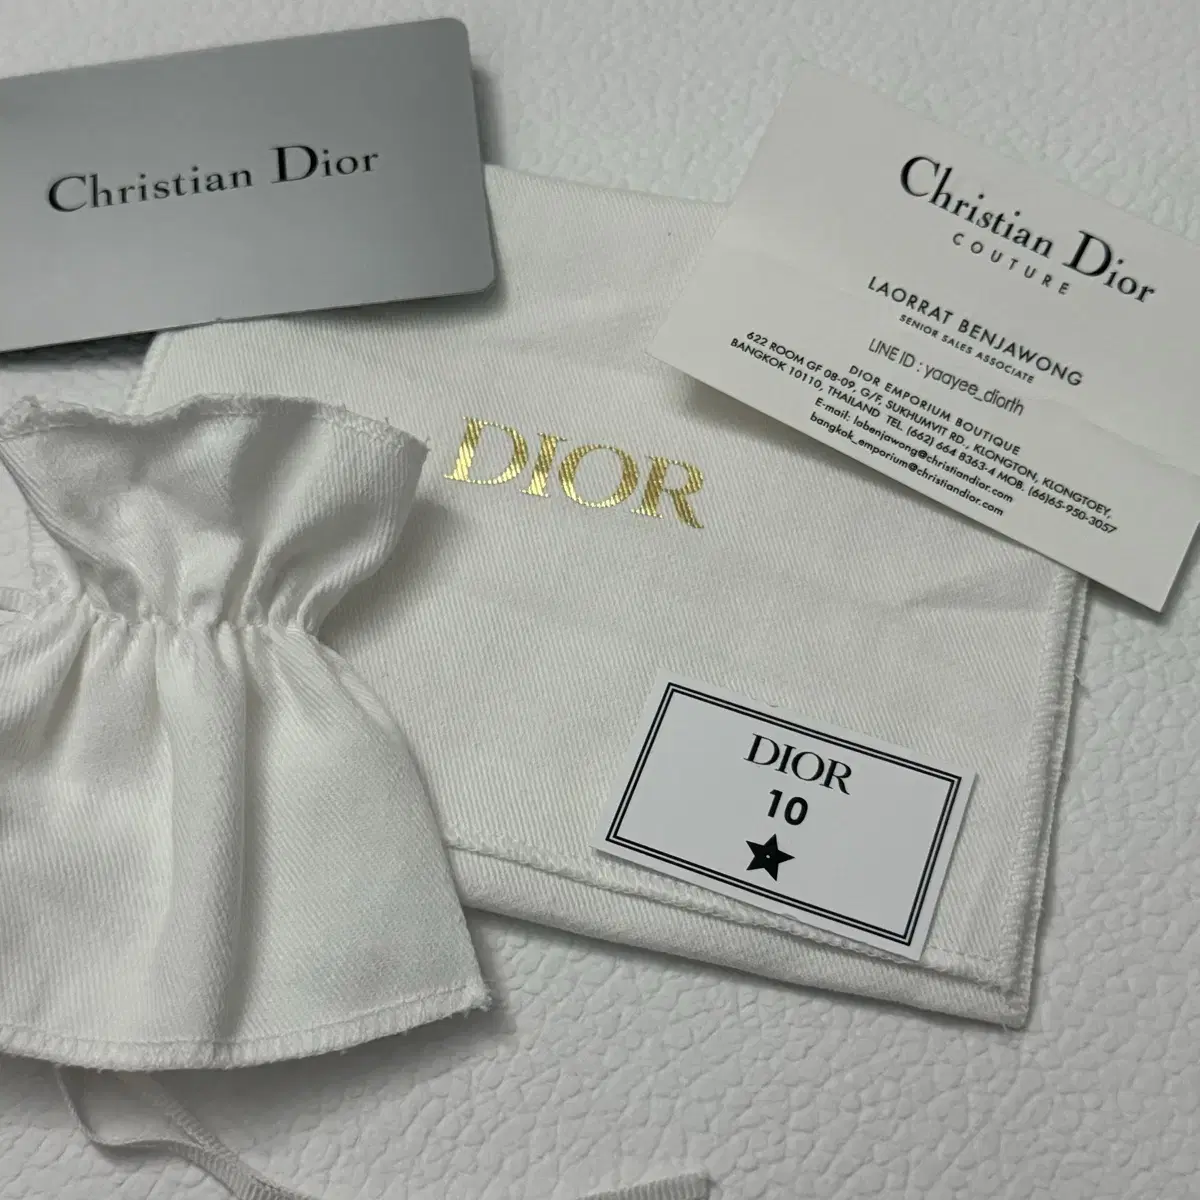 Christian Dior
Christian Dior
COUTURE
LAORRAT BENJAWONG
SENIOR SALES ASSOCIATE
LINE ID : yaayee_diorth
DIOR EMPORIUM BOUTIQUE
622 ROOM GF 08-09, G/F, SUKHUMVIT RD., KLONGTON, KLONGTOEY,
BANGKOK 10110, THAILAND TEL. (662) 664 8363-4 MOB. (66)65-950-3057
E-mail: labenjawong@christiandior.com
bangkok_emporium@christiandior.com
DIOR
DIOR
10